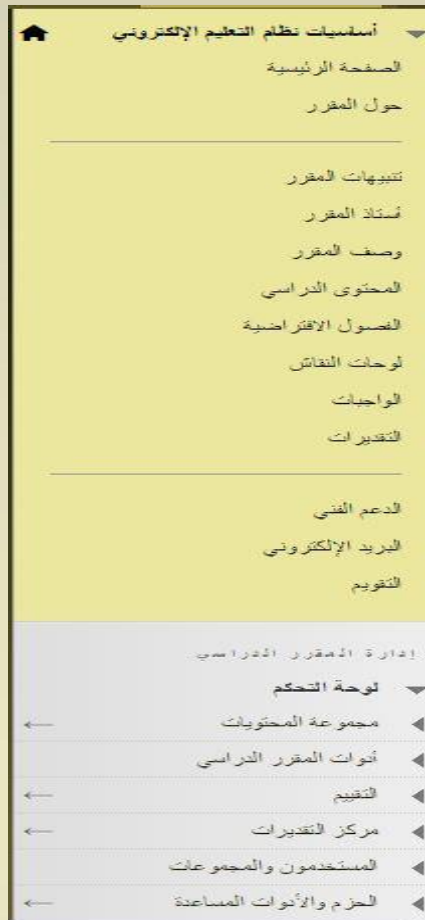 أساسيات نظام التعليم الإلكتروني
الصفحة الرئيسية
حول المقرر
تنبيهات المقرر
أستاذ المقرر
وصف المقرر
المحتوى الدراسي
الفصول الافتراضية
لوحات النقاش
الواجبات
التقديرات
الدعم الفني
البريد الإلكتروني
التقويم
إدارة المقرر الدراسي
لوحة التحكم
مجموعة المحتويات
أدوات المقرر الدراسي
التقييم
مركز التقديرات
المستخدمون والمجموعات
الحزم والأدوات المساعدة